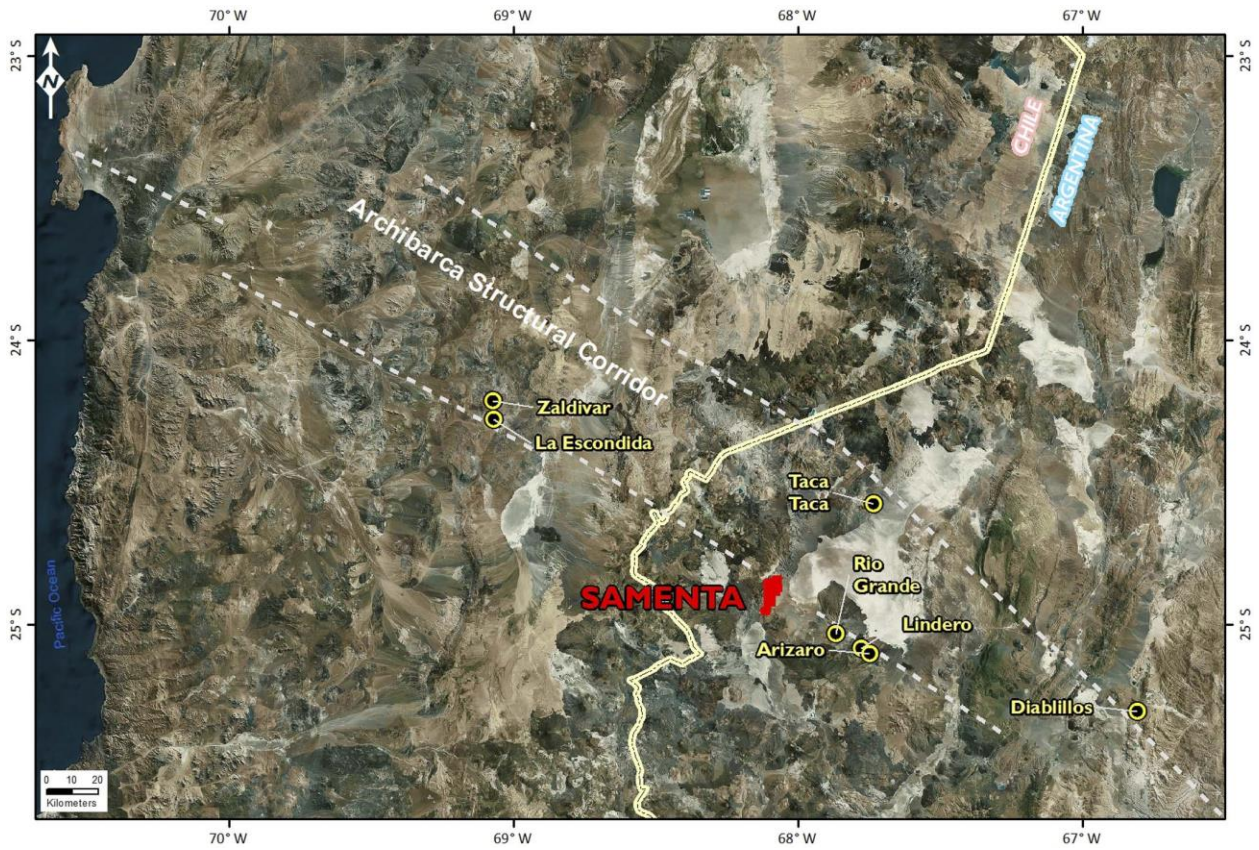 70° W 69° W 68° W 67° W
23° S 23° S
N
CHILE
ARGENTINA
Archibarca Structural Corridor
24° S 24° S
Zaldivar
La Escondida
Taca
Taca
Rio
Grande
SAMENTA
Lindero
25° S 25° S
Arizaro
Pacific Ocean
Diablillos
0 10 20
Kilometers
70° W 69° W 68° W 67° W